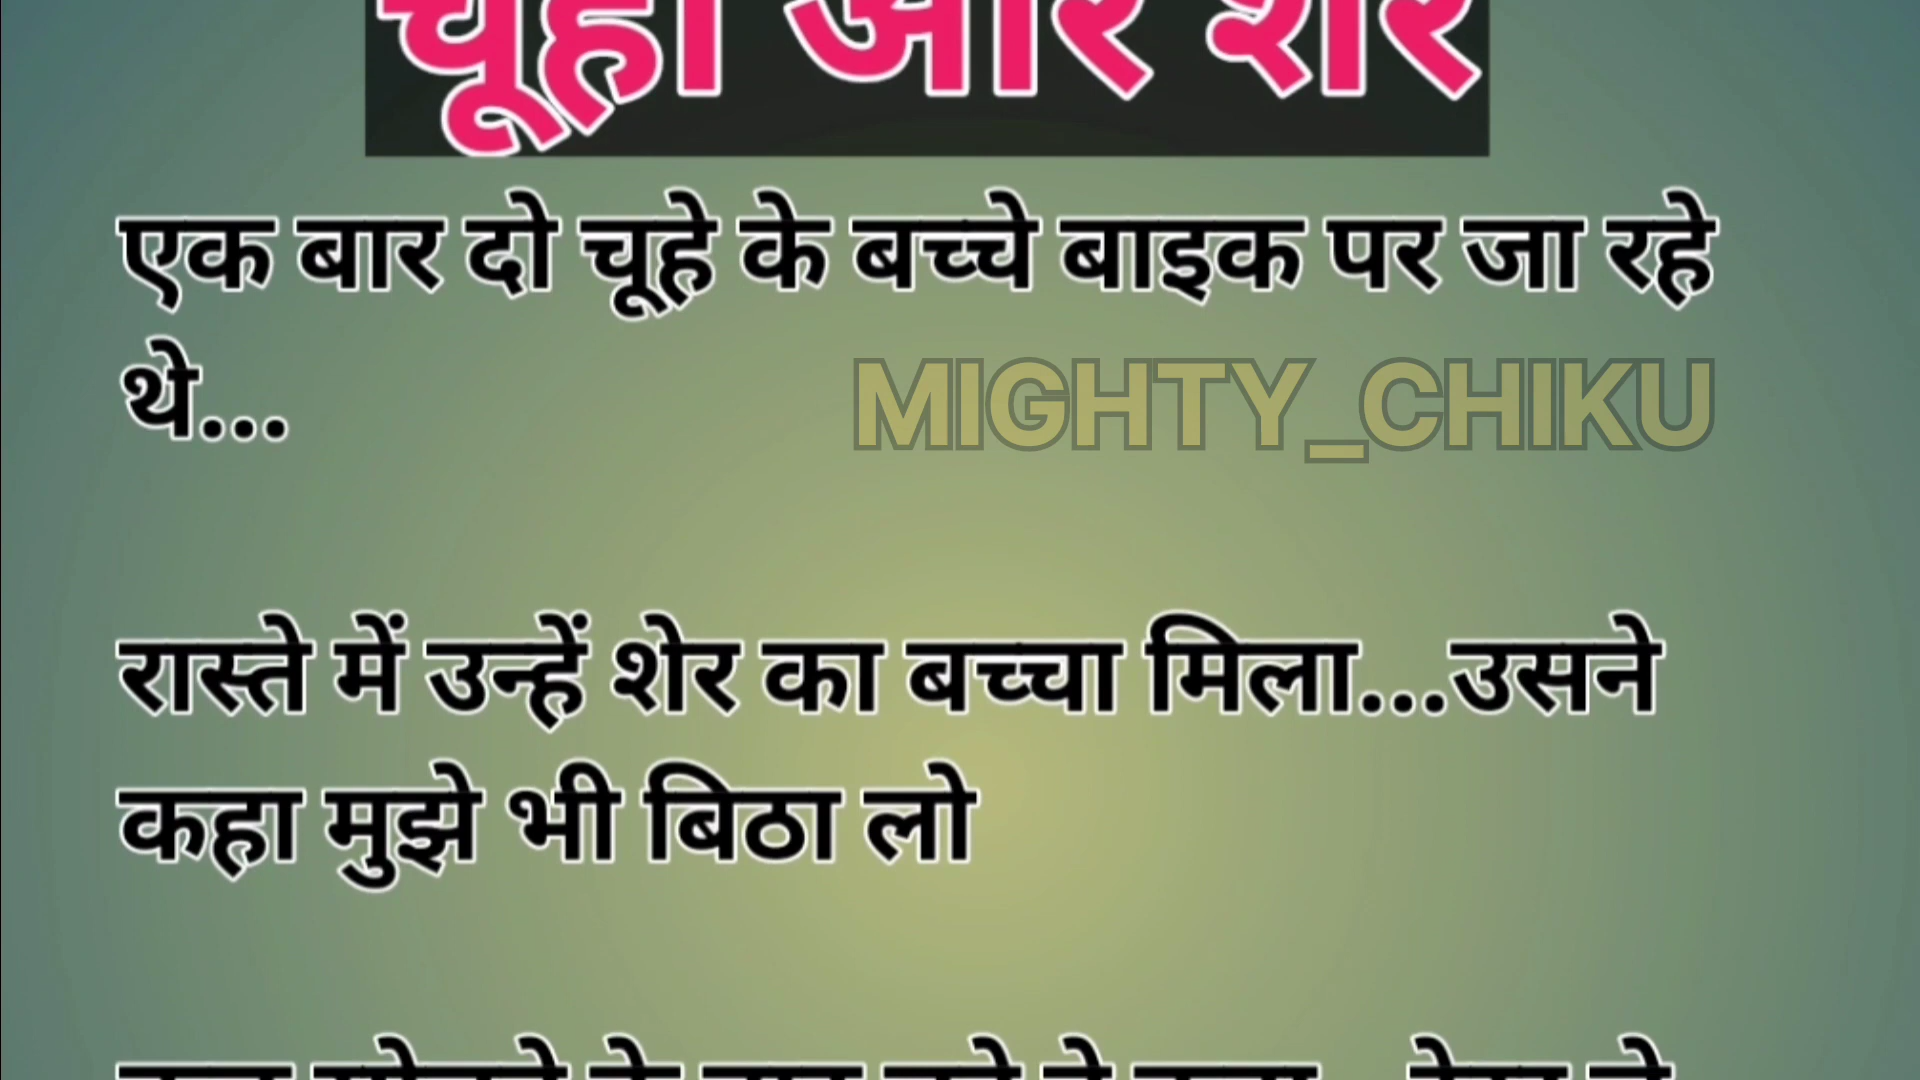 चूहा और शेर
एक बार दो चूहे के बच्चे बाइक पर जा रहे
थे...
MIGHTY_CHIKU
रास्ते में उन्हें शेर का बच्चा मिला...उसने
कहा मुझे भी बिठा लो